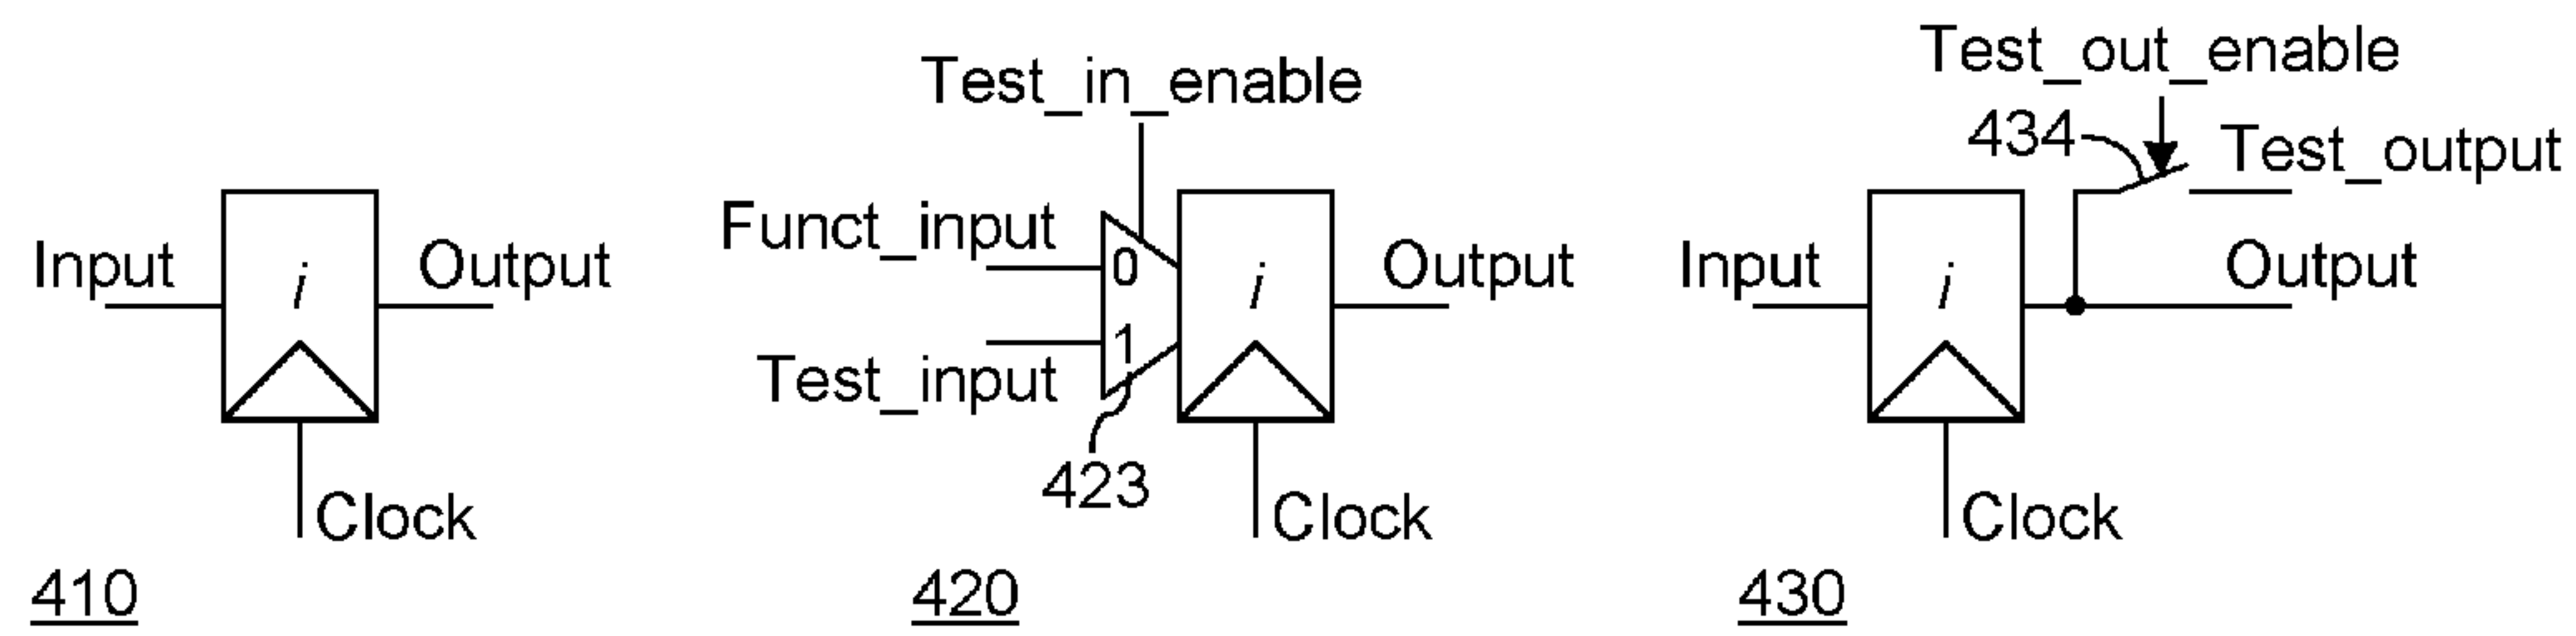 Input
i
Output
Clock
410
Test_in_enable
Funct_input
0
Test_input
1
423
i
Output
Clock
420
Test_out_enable
434
Test_output
Input
i
Output
Clock
430